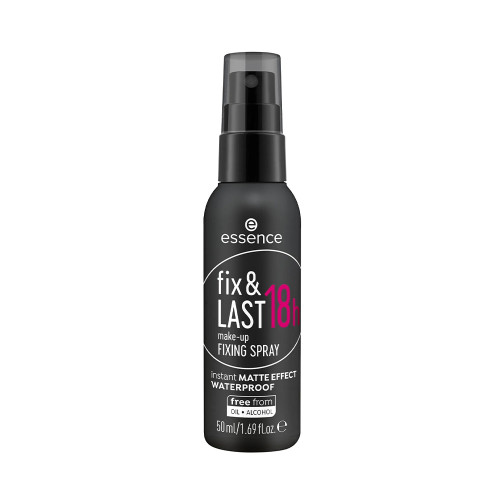 essence
fix &
LAST 18h
make-up
FIXING SPRAY
instant MATTE EFFECT
WATERPROOF
free from
OIL • ALCOHOL
50 ml/1.69 fl.oz. ℮